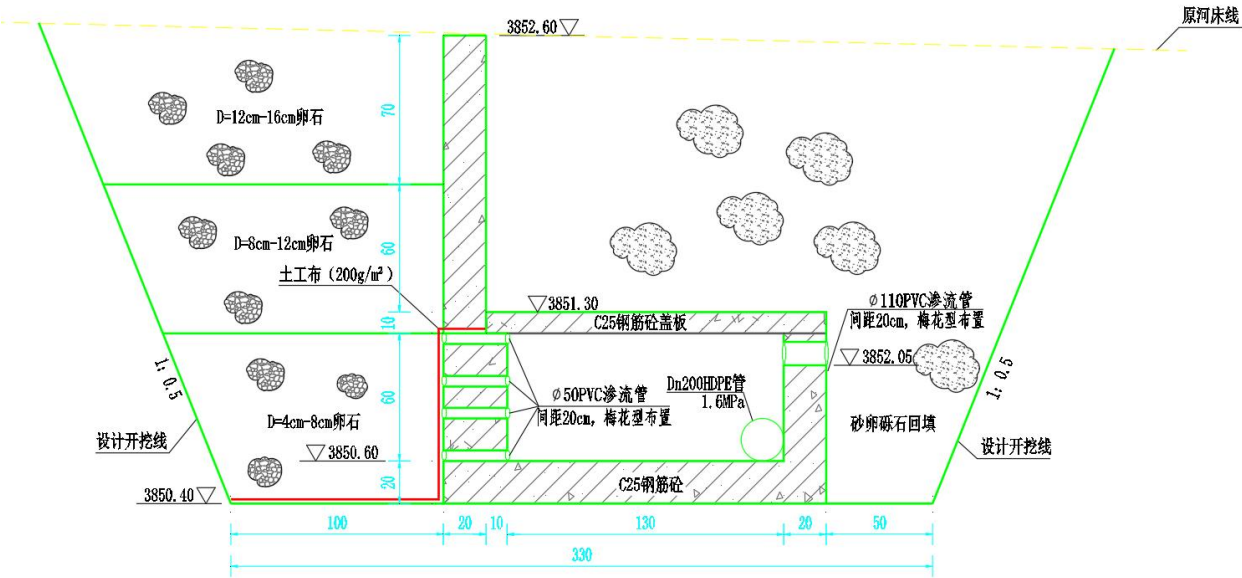 原河床线
3852.60
70
D=12cm-16cm卵石
60
D=8cm-12cm卵石
土工布（200g/m²）
3851.30
10
C25钢筋砼盖板
ϕ110PVC渗流管
间距20cm，梅花型布置
3852.05
1:0.5
1:0.5
60
D=4cm-8cm卵石
ϕ50PVC渗流管
间距20cm，梅花型布置
Dn200HDPE管
1.6MPa
砂卵砾石回填
设计开挖线
设计开挖线
3850.60
20
C25钢筋砼
3850.40
100
20
10
130
20
50
330